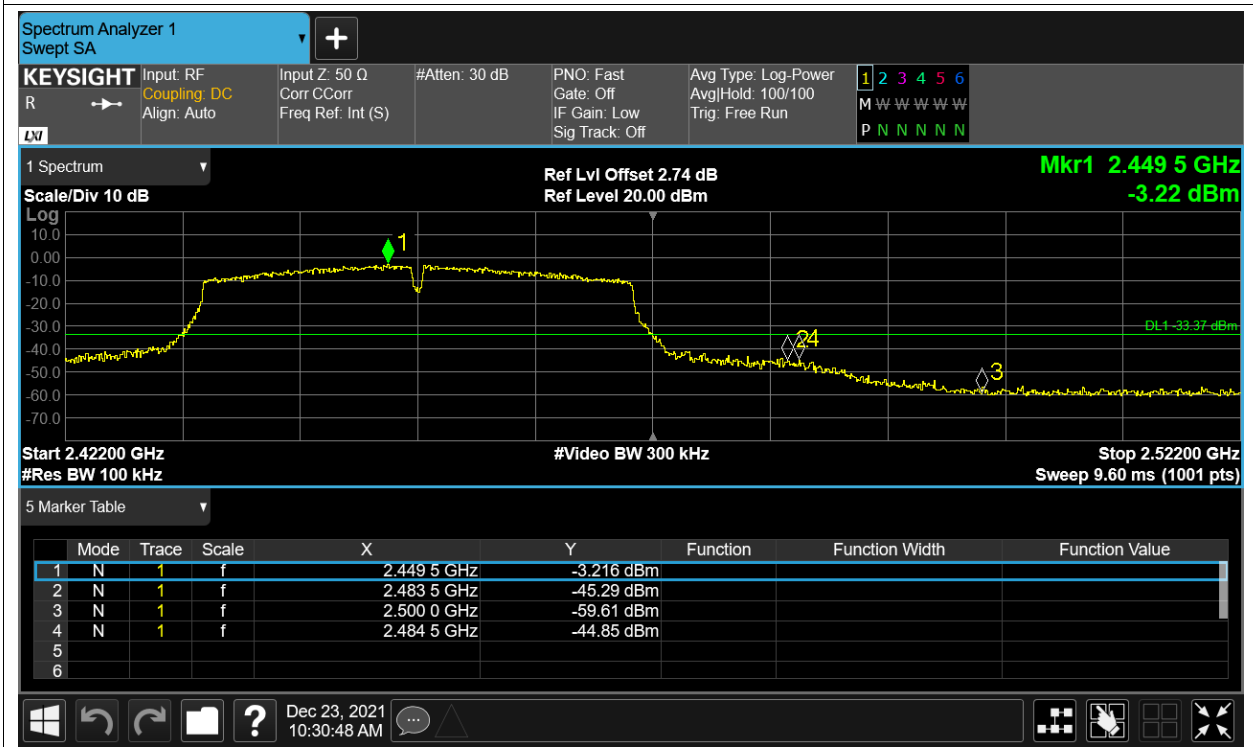 Spectrum Analyzer 1
Swept SA
KEYSIGHT Input: RF Input Z: 50 Ω #Atten: 30 dB PNO: Fast Avg Type: Log-Power 1 2 3 4 5 6
R Coupling: DC Corr CCorr Gate: Off Avg|Hold: 100/100 M W W W W W
Align: Auto Freq Ref: Int (S) IF Gain: Low Trig: Free Run
LXI Sig Track: Off P N N N N N
1 Spectrum Ref Lvl Offset 2.74 dB Mkr1 2.449 5 GHz
Scale/Div 10 dB Ref Level 20.00 dBm -3.22 dBm
Log
10.0
1
0.00
-10.0
-20.0
-30.0 DL1 -33.37 dBm
24
-40.0
-50.0
3
-60.0
-70.0
Start 2.42200 GHz #Video BW 300 kHz Stop 2.52200 GHz
#Res BW 100 kHz Sweep 9.60 ms (1001 pts)
5 Marker Table
Mode Trace Scale X Y Function Function Width Function Value
1 N 1 f 2.449 5 GHz -3.216 dBm
2 N 1 f 2.483 5 GHz -45.29 dBm
3 N 1 f 2.500 0 GHz -59.61 dBm
4 N 1 f 2.484 5 GHz -44.85 dBm
5
6
? Dec 23, 2021
10:30:48 AM